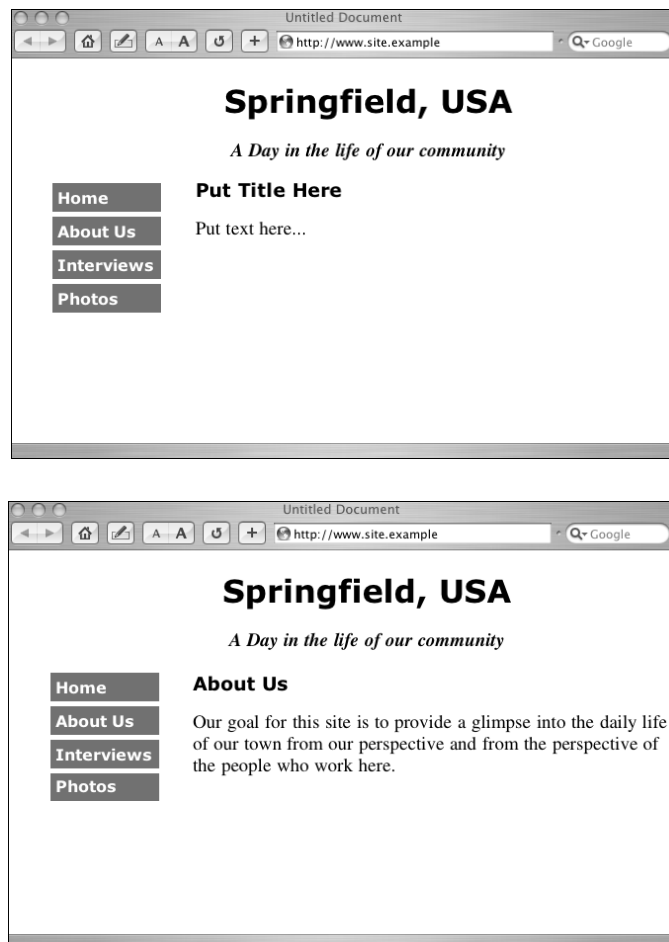 Untitled Document
A A + http://www.site.example Google
Springfield, USA
A Day in the life of our community
Home
About Us
Interviews
Photos
Put Title Here
Put text here...
Untitled Document
A A + http://www.site.example Google
Springfield, USA
A Day in the life of our community
Home
About Us
Interviews
Photos
About Us
Our goal for this site is to provide a glimpse into the daily life
of our town from our perspective and from the perspective of
the people who work here.